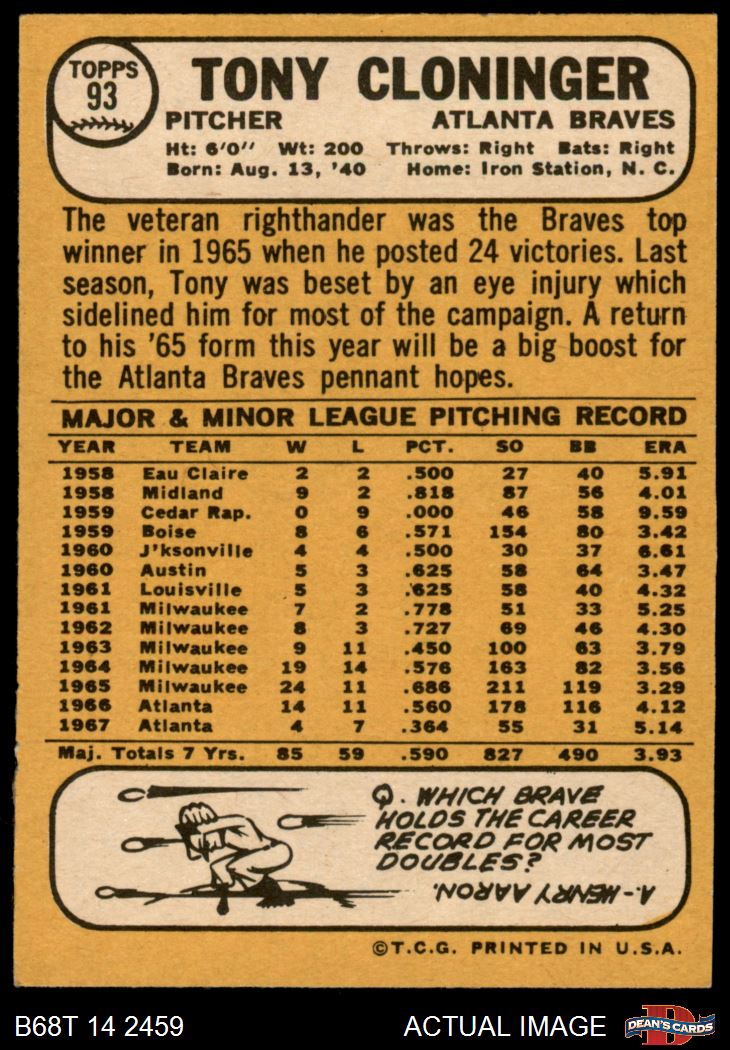 TOPPS
93
TONY CLONINGER
PITCHER ATLANTA BRAVES
Ht: 6'0" Wt: 200 Throws: Right Bats: Right
Born: Aug. 13, '40 Home: Iron Station, N. C.
The veteran righthander was the Braves top
winner in 1965 when he posted 24 victories. Last
season, Tony was beset by an eye injury which
sidelined him for most of the campaign. A return
to his '65 form this year will be a big boost for
the Atlanta Braves pennant hopes.
MAJOR & MINOR LEAGUE PITCHING RECORD
YEAR TEAM W L PCT. SO BB ERA
1958 Eau Claire 2 2 .500 27 40 5.91
1958 Midland 9 2 .818 87 56 4.01
1959 Cedar Rap. 0 9 .000 46 58 9.59
1959 Boise 8 6 .571 154 80 3.42
1960 J'ksonville 4 4 .500 30 37 6.61
1960 Austin 5 3 .625 58 64 3.47
1961 Louisville 5 3 .625 58 40 4.32
1961 Milwaukee 7 2 .778 51 33 5.25
1962 Milwaukee 8 3 .727 69 46 4.30
1963 Milwaukee 9 11 .450 100 63 3.79
1964 Milwaukee 19 14 .576 163 82 3.56
1965 Milwaukee 24 11 .686 211 119 3.29
1966 Atlanta 14 11 .560 178 116 4.12
1967 Atlanta 4 7 .364 55 31 5.14
Maj. Totals 7 Yrs. 85 59 .590 827 490 3.93
Q. WHICH BRAVE
HOLDS THE CAREER
RECORD FOR MOST
DOUBLES?
A-- HENRY AARON.
©T.C.G. PRINTED IN U.S.A.
B68T 14 2459 ACTUAL IMAGE
D
DEAN'S CARDS